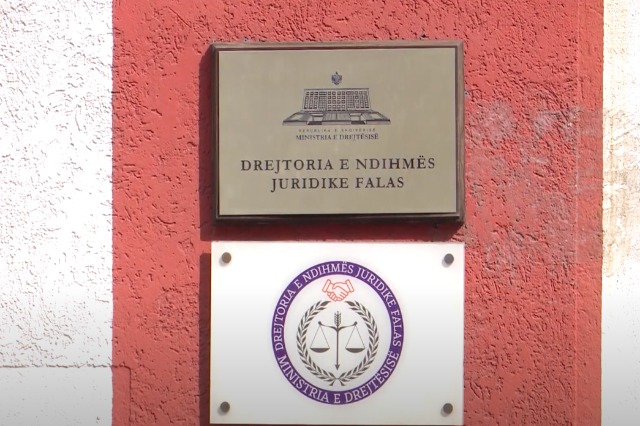 REPUBLIKA E SHQIPËRISË
MINISTRIA E DREJTËSISË
DREJTORIA E NDIHMËS
JURIDIKE FALAS
DREJTORIA E NDIHMËS JURIDIKE FALAS
MINISTRIA E DREJTËSISË